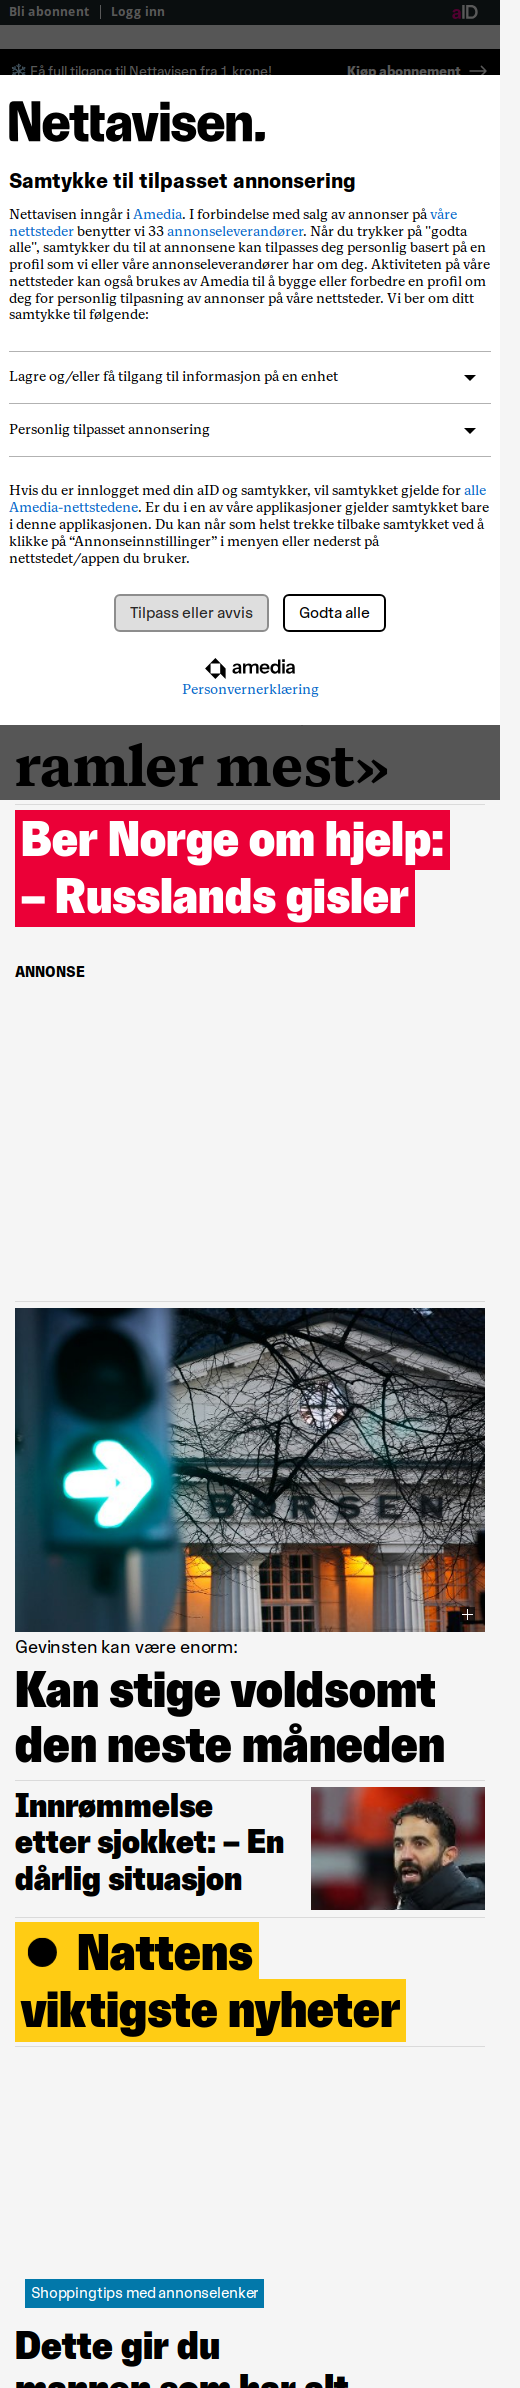 Bli abonnent | Logg inn
aID
Få full tilgang til Nettavisen fra 1 krone!
Kjøp abonnement →
Nettavisen.
Samtykke til tilpasset annonsering
Nettavisen inngår i Amedia. I forbindelse med salg av annonser på våre
nettsteder benytter vi 33 annonseleverandører. Når du trykker på "godta
alle", samtykker du til at annonsene kan tilpasses deg personlig basert på en
profil som vi eller våre annonseleverandører har om deg. Aktiviteten på våre
nettsteder kan også brukes av Amedia til å bygge eller forbedre en profil om
deg for personlig tilpasning av annonser på våre nettsteder. Vi ber om ditt
samtykke til følgende:
Lagre og/eller få tilgang til informasjon på en enhet
Personlig tilpasset annonsering
Hvis du er innlogget med din aID og samtykker, vil samtykket gjelde for alle
Amedia-nettstedene. Er du i en av våre applikasjoner gjelder samtykket bare
i denne applikasjonen. Du kan når som helst trekke tilbake samtykket ved å
klikke på “Annonseinnstillinger” i menyen eller nederst på
nettstedet/appen du bruker.
Tilpass eller avvis
Godta alle
amedia
Personvernerklæring
ramler mest»
Ber Norge om hjelp:
– Russlands gisler
ANNONSE
BØRSEN
Gevinsten kan være enorm:
Kan stige voldsomt
den neste måneden
Innrømmelse
etter sjokket: – En
dårlig situasjon
● Nattens
viktigste nyheter
Shoppingtips med annonselenker
Dette gir du
mannen som har alt